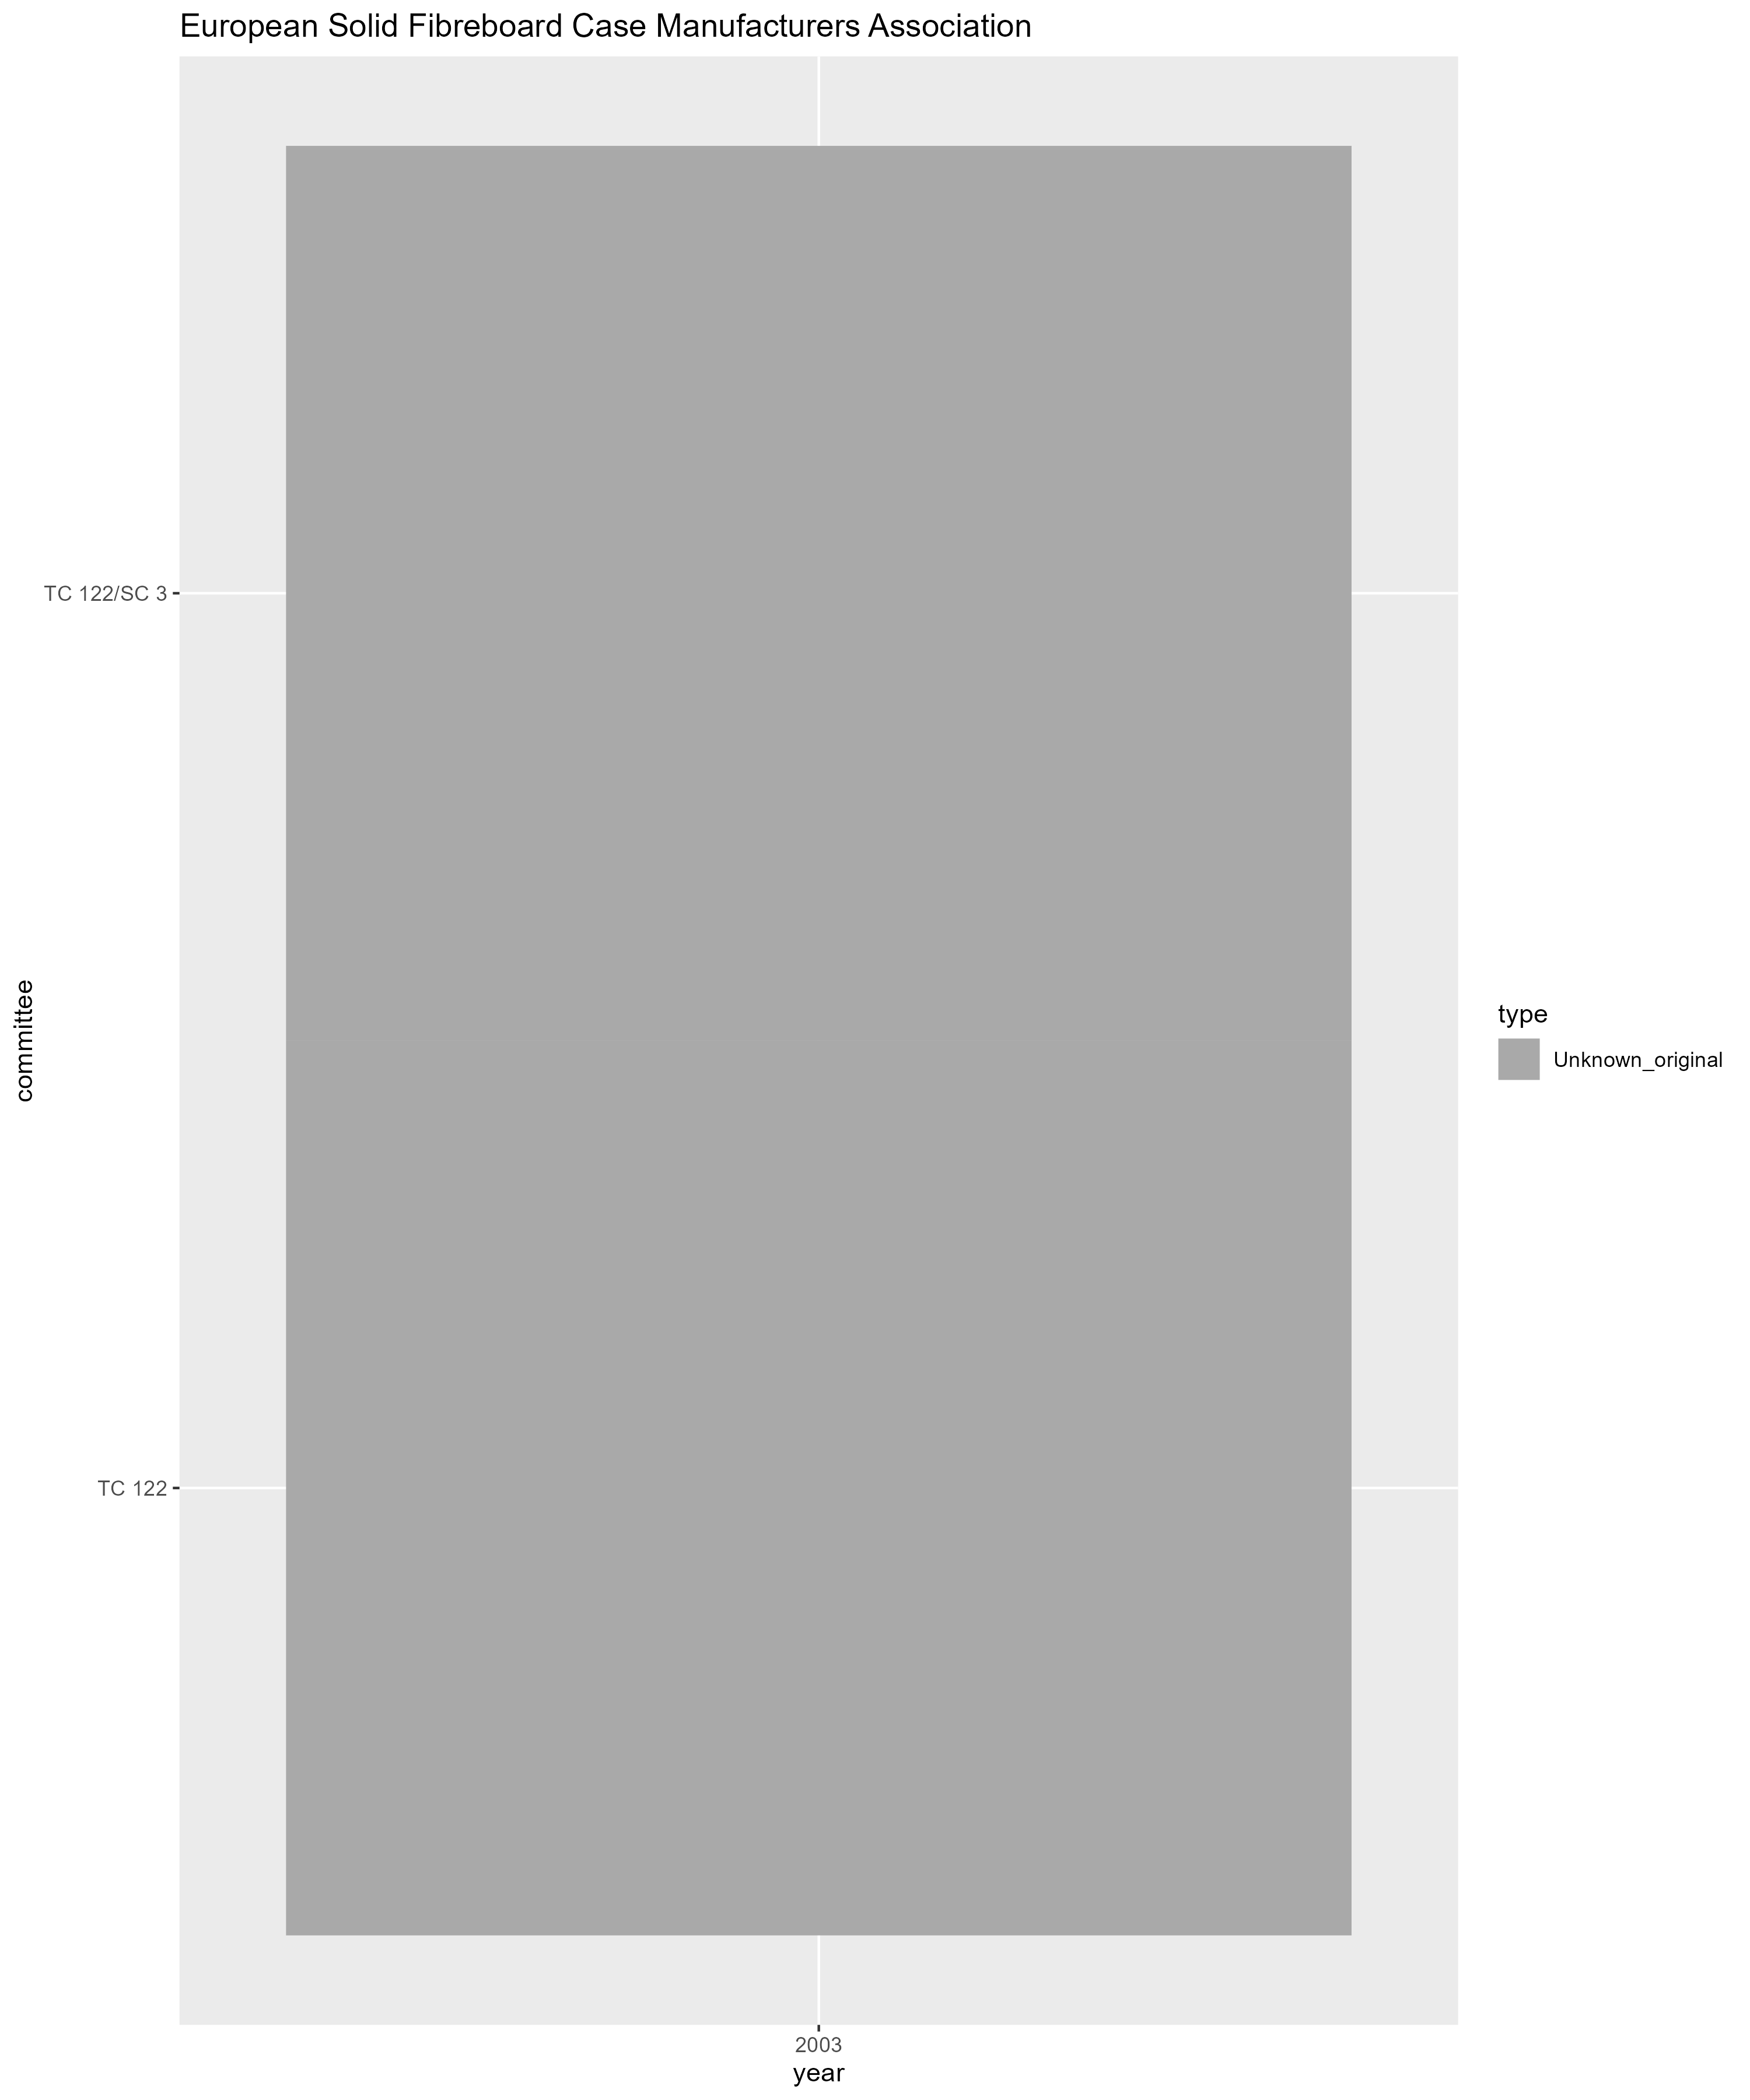 European Solid Fibreboard Case Manufacturers Association
TC 122/SC 3
committee
type
Unknown_original
TC 122
2003
year